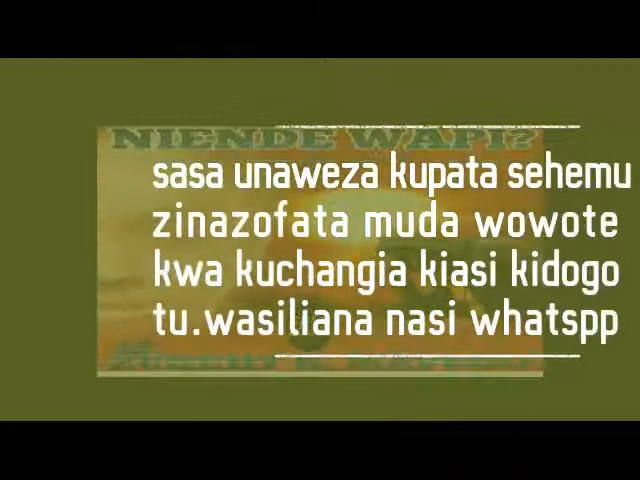 NIENDE WAPI?
sasa unaweza kupata sehemu
zinazofata muda wowote
kwa kuchangia kiasi kidogo
tu.wasiliana nasi whatspp